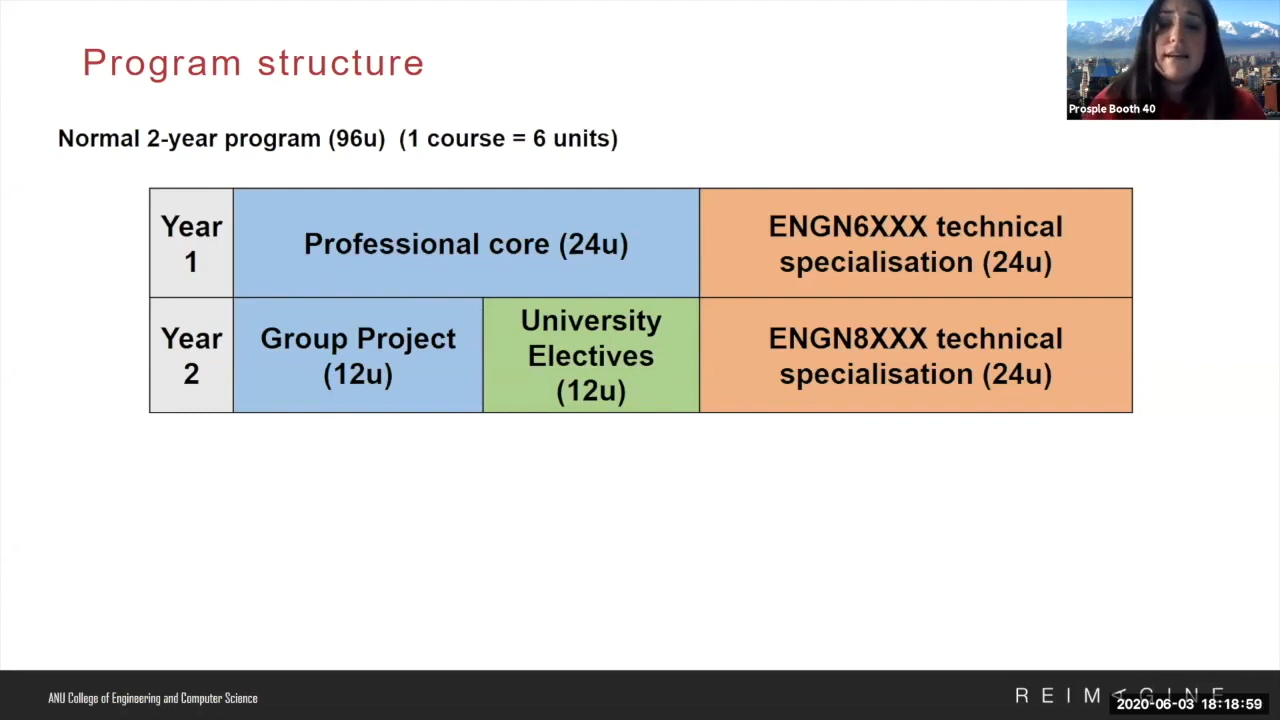 Program structure
Prosple Booth 40
Normal 2-year program (96u) (1 course = 6 units)
Year
1
Professional core (24u)
ENGN6XXX technical
specialisation (24u)
Year
2
Group Project
(12u)
University
Electives
(12u)
ENGN8XXX technical
specialisation (24u)
ANU College of Engineering and Computer Science
REIMAGINE
2020-06-03 18:18:59